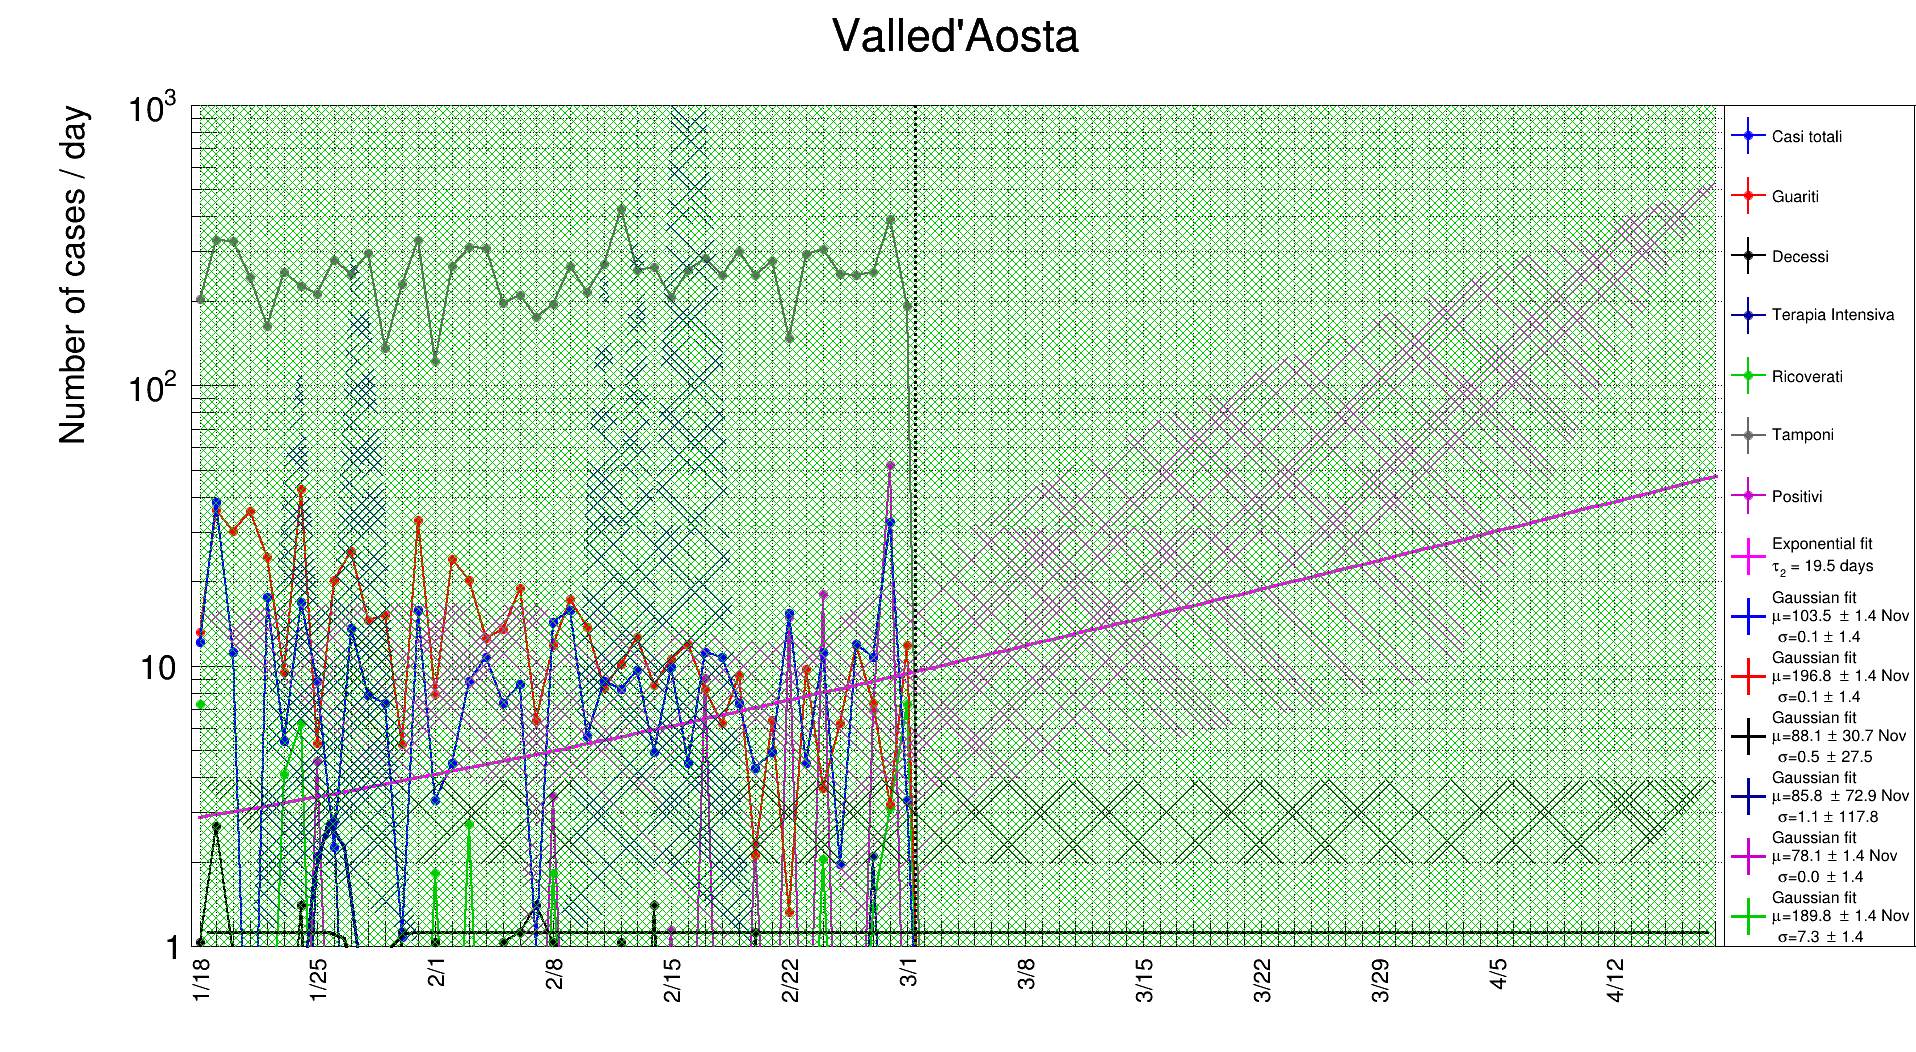 Valled'Aosta
Number of cases / day
10³
10²
10
1
1/18
1/25
2/1
2/8
2/15
2/22
3/1
3/8
3/15
3/22
3/29
4/5
4/12
Casi totali
Guariti
Decessi
Terapia Intensiva
Ricoverati
Tamponi
Positivi
Exponential fit
τ₂ = 19.5 days
Gaussian fit
μ=103.5 ± 1.4 Nov
σ=0.1 ± 1.4
Gaussian fit
μ=196.8 ± 1.4 Nov
σ=0.1 ± 1.4
Gaussian fit
μ=88.1 ± 30.7 Nov
σ=0.5 ± 27.5
Gaussian fit
μ=85.8 ± 72.9 Nov
σ=1.1 ± 117.8
Gaussian fit
μ=78.1 ± 1.4 Nov
σ=0.0 ± 1.4
Gaussian fit
μ=189.8 ± 1.4 Nov
σ=7.3 ± 1.4